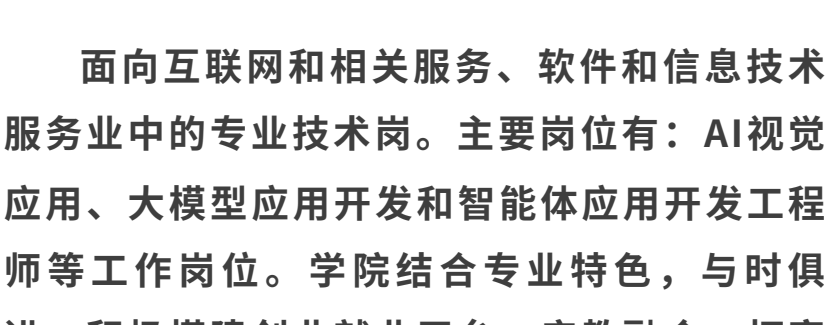 面向互联网和相关服务、软件和信息技术
服务业中的专业技术岗。主要岗位有：AI视觉
应用、大模型应用开发和智能体应用开发工程
师等工作岗位。学院结合专业特色，与时俱